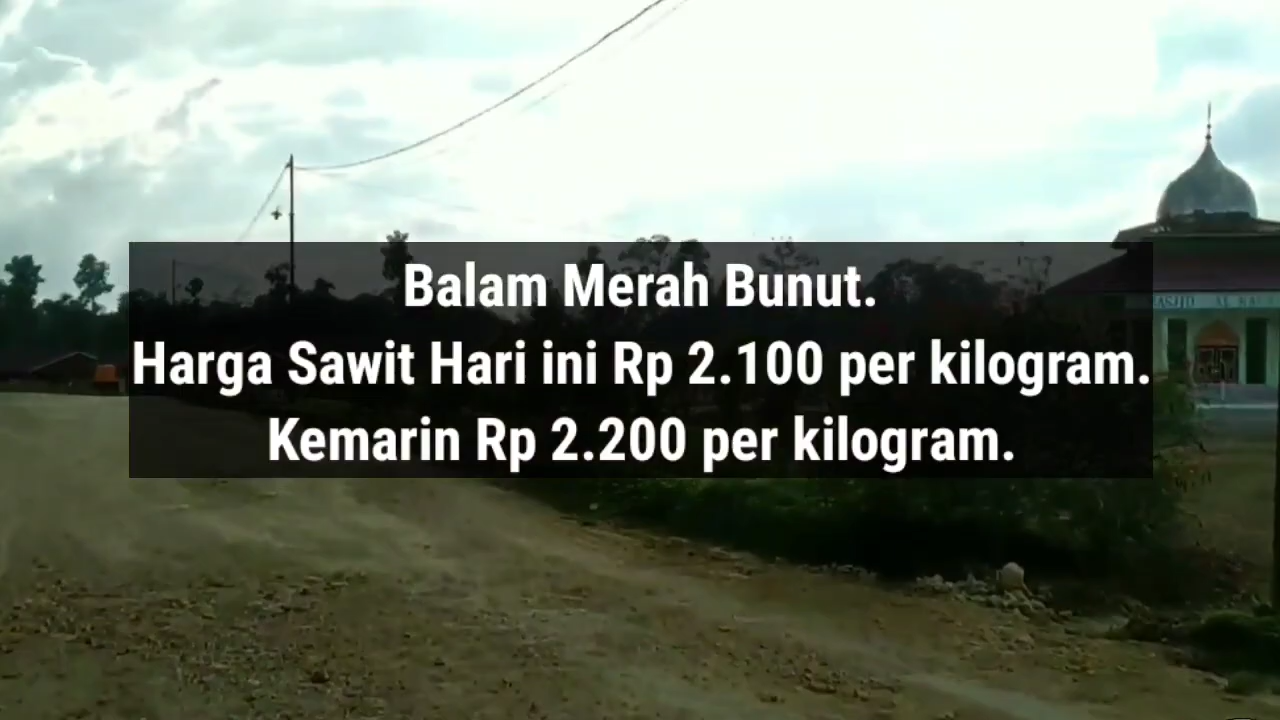 Balam Merah Bunut.
Harga Sawit Hari ini Rp 2.100 per kilogram.
Kemarin Rp 2.200 per kilogram.